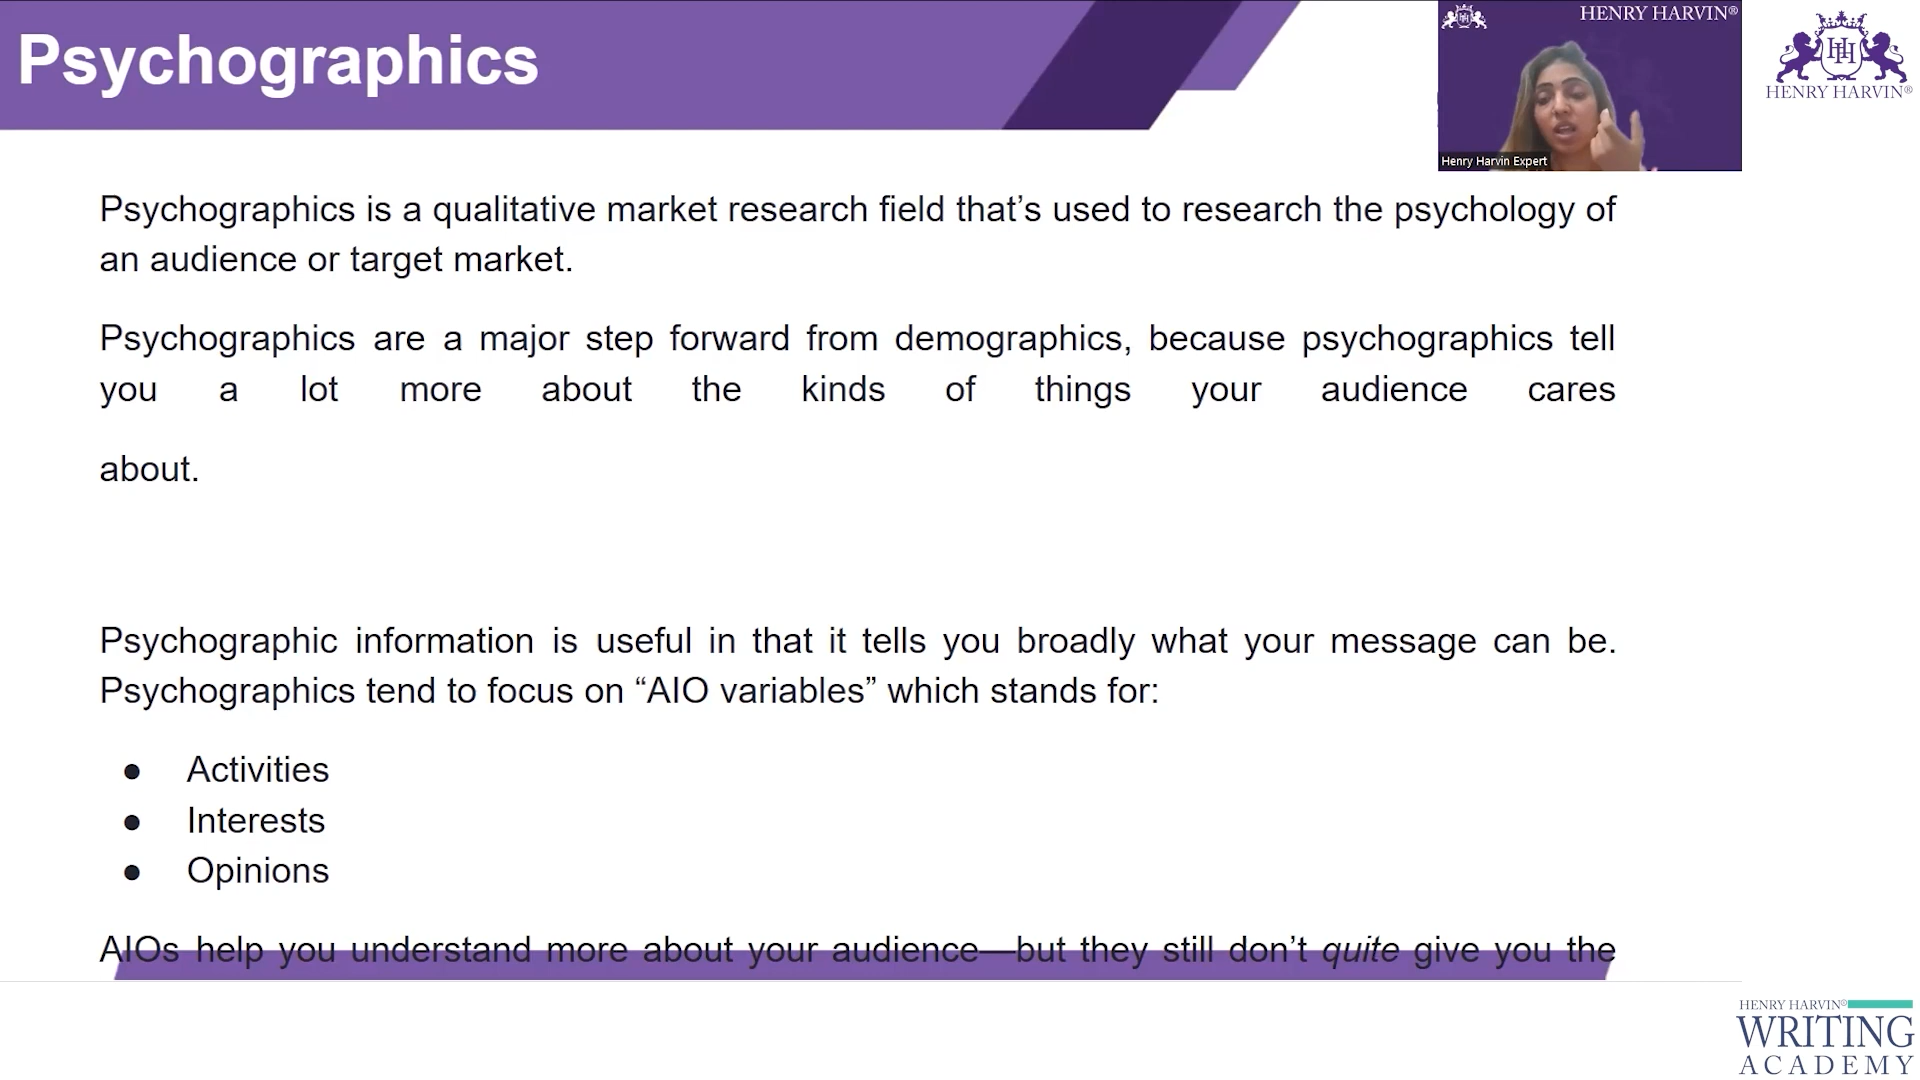 Psychographics
HENRY HARVIN®
Henry Harvin Expert
HENRY HARVIN®
Psychographics is a qualitative market research field that’s used to research the psychology of
an audience or target market.
Psychographics are a major step forward from demographics, because psychographics tell
you a lot more about the kinds of things your audience cares
about.
Psychographic information is useful in that it tells you broadly what your message can be.
Psychographics tend to focus on “AIO variables” which stands for:
● Activities
● Interests
● Opinions
AIOs help you understand more about your audience—but they still don’t quite give you the
HENRY HARVIN®
WRITING
ACADEMY